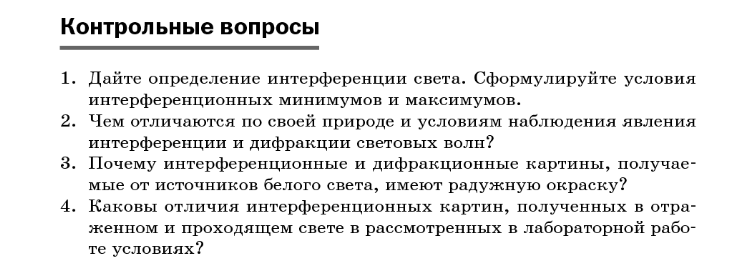 Контрольные вопросы
1. Дайте определение интерференции света. Сформулируйте условия
интерференционных минимумов и максимумов.
2. Чем отличаются по своей природе и условиям наблюдения явления
интерференции и дифракции световых волн?
3. Почему интерференционные и дифракционные картины, получае-
мые от источников белого света, имеют радужную окраску?
4. Каковы отличия интерференционных картин, полученных в отра-
женном и проходящем свете в рассмотренных в лабораторной рабо-
те условиях?